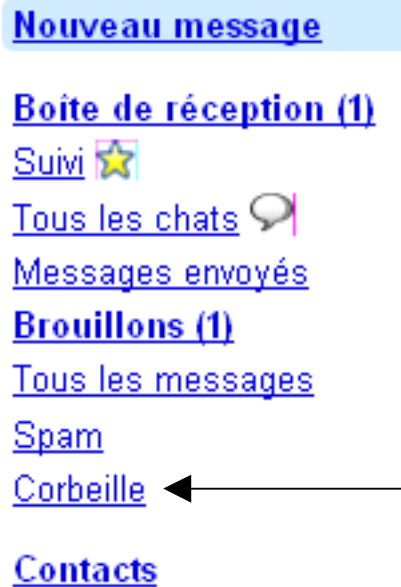 Nouveau message
Boîte de réception (1)
Suivi
Tous les chats
Messages envoyés
Brouillons (1)
Tous les messages
Spam
Corbeille
Contacts